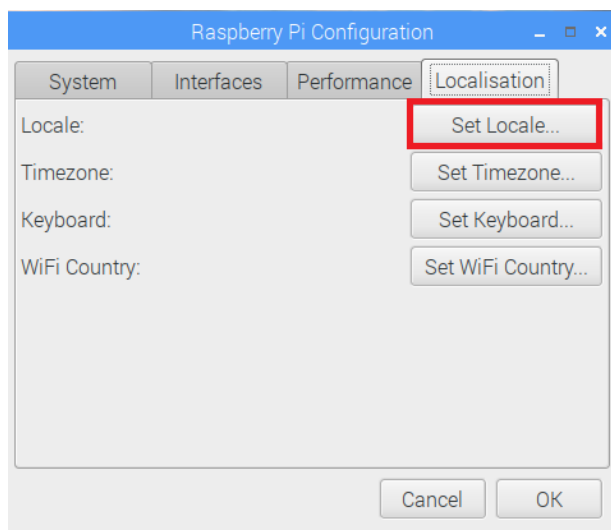 Raspberry Pi Configuration
System Interfaces Performance Localisation
Locale: Set Locale...
Timezone: Set Timezone...
Keyboard: Set Keyboard...
WiFi Country: Set WiFi Country...
Cancel OK